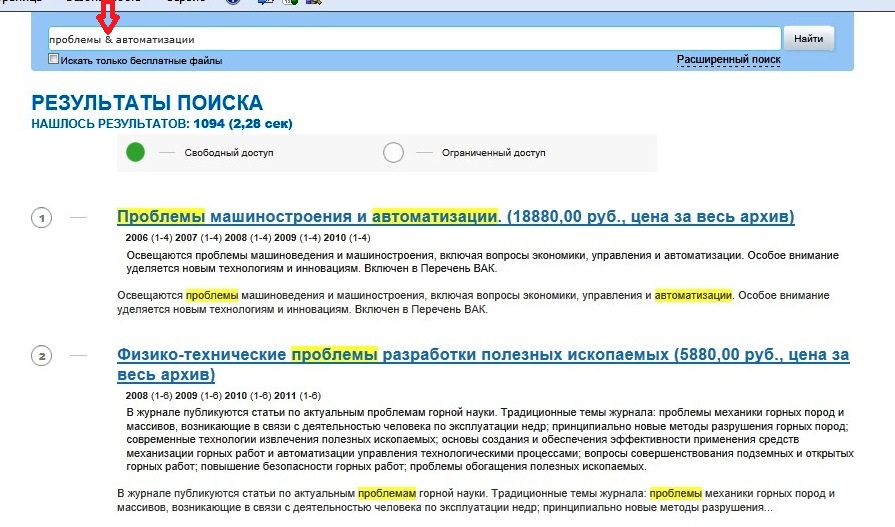 проблемы & автоматизации
Найти
Искать только бесплатные файлы
Расширенный поиск
РЕЗУЛЬТАТЫ ПОИСКА
НАШЛОСЬ РЕЗУЛЬТАТОВ: 1094 (2,28 сек)
Свободный доступ
Ограниченный доступ
1
Проблемы машиностроения и автоматизации. (18880,00 руб., цена за весь архив)
2006 (1-4) 2007 (1-4) 2008 (1-4) 2009 (1-4) 2010 (1-4)
Освещаются проблемы машиноведения и машиностроения, включая вопросы экономики, управления и автоматизации. Особое внимание
уделяется новым технологиям и инновациям. Включен в Перечень ВАК.
Освещаются проблемы машиноведения и машиностроения, включая вопросы экономики, управления и автоматизации. Особое внимание
уделяется новым технологиям и инновациям. Включен в Перечень ВАК.
2
Физико-технические проблемы разработки полезных ископаемых (5880,00 руб., цена за
весь архив)
2008 (1-6) 2009 (1-6) 2010 (1-6) 2011 (1-6)
В журнале публикуются статьи по актуальным проблемам горной науки. Традиционные темы журнала: проблемы механики горных пород и
массивов, возникающие в связи с деятельностью человека по эксплуатации недр; принципиально новые методы разрушения горных пород;
современные технологии извлечения полезных ископаемых; основы создания и обеспечения эффективности применения средств
механизации горных работ и автоматизации управления технологическими процессами; вопросы совершенствования подземных и открытых
горных работ; повышение безопасности горных работ; проблемы обогащения полезных ископаемых.
В журнале публикуются статьи по актуальным проблемам горной науки. Традиционные темы журнала: проблемы механики горных пород и
массивов, возникающие в связи с деятельностью человека по эксплуатации недр; принципиально новые методы разрушения...